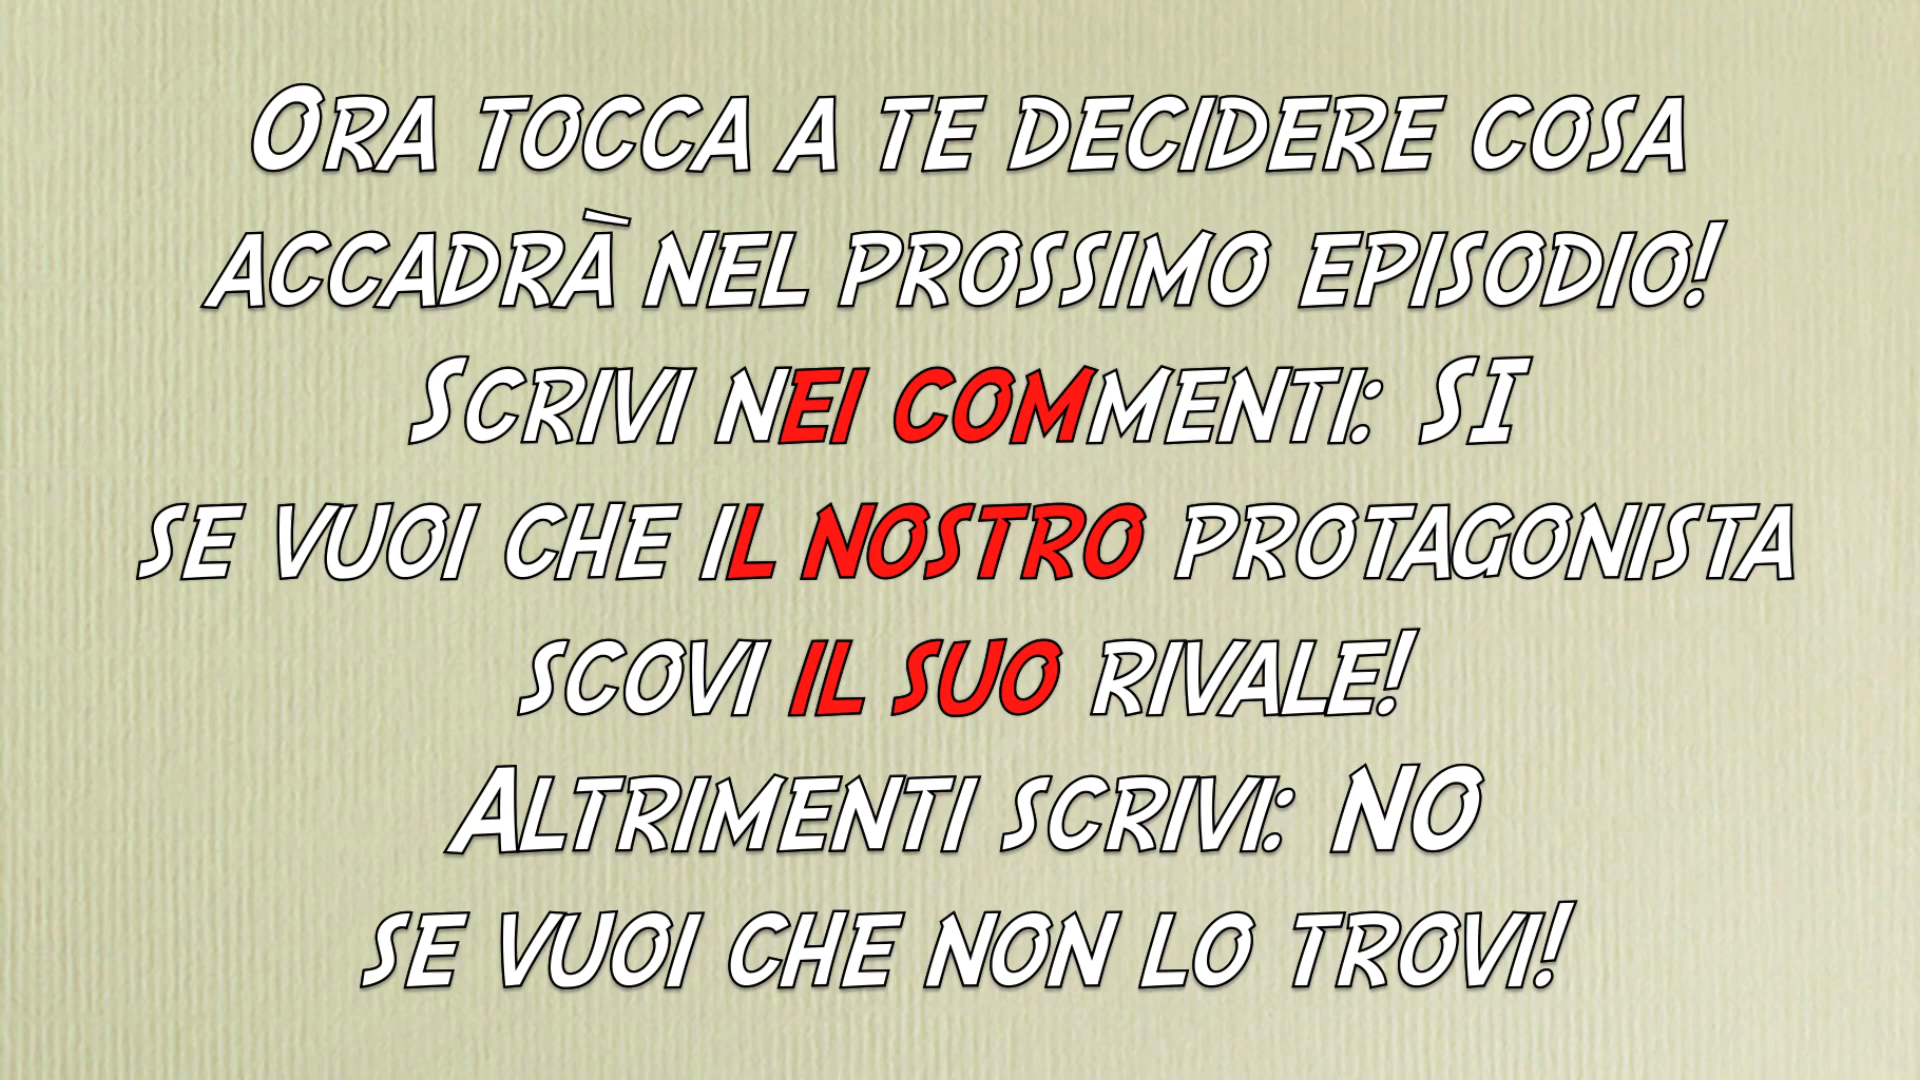 Ora tocca a te decidere cosa
accadrà nel prossimo episodio!
Scrivi nei commenti: SI
se vuoi che il nostro protagonista
scovi il suo rivale!
Altrimenti scrivi: NO
se vuoi che non lo trovi!